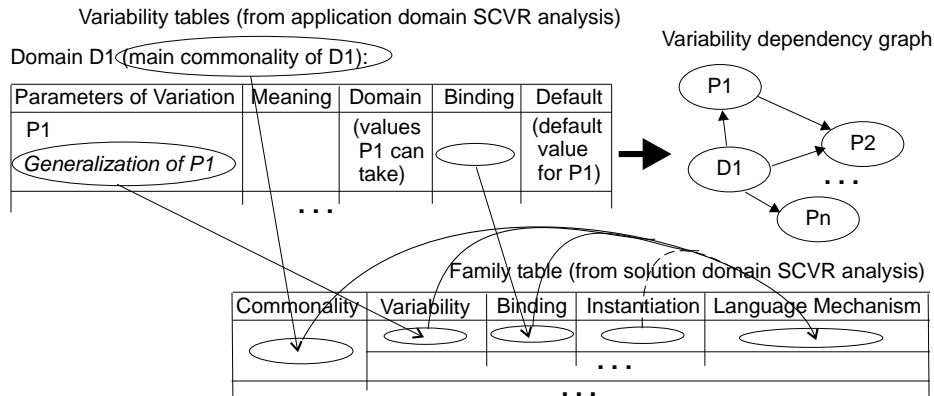 Variability tables (from application domain SCVR analysis)
Domain D1 (main commonality of D1):
Parameters of Variation Meaning Domain Binding Default
P1 (values (default
Generalization of P1 P1 can value
take) for P1)
. . .
Variability dependency graph
P1
P2
D1
. . .
Pn
Family table (from solution domain SCVR analysis)
Commonality Variability Binding Instantiation Language Mechanism
. . .
. . .